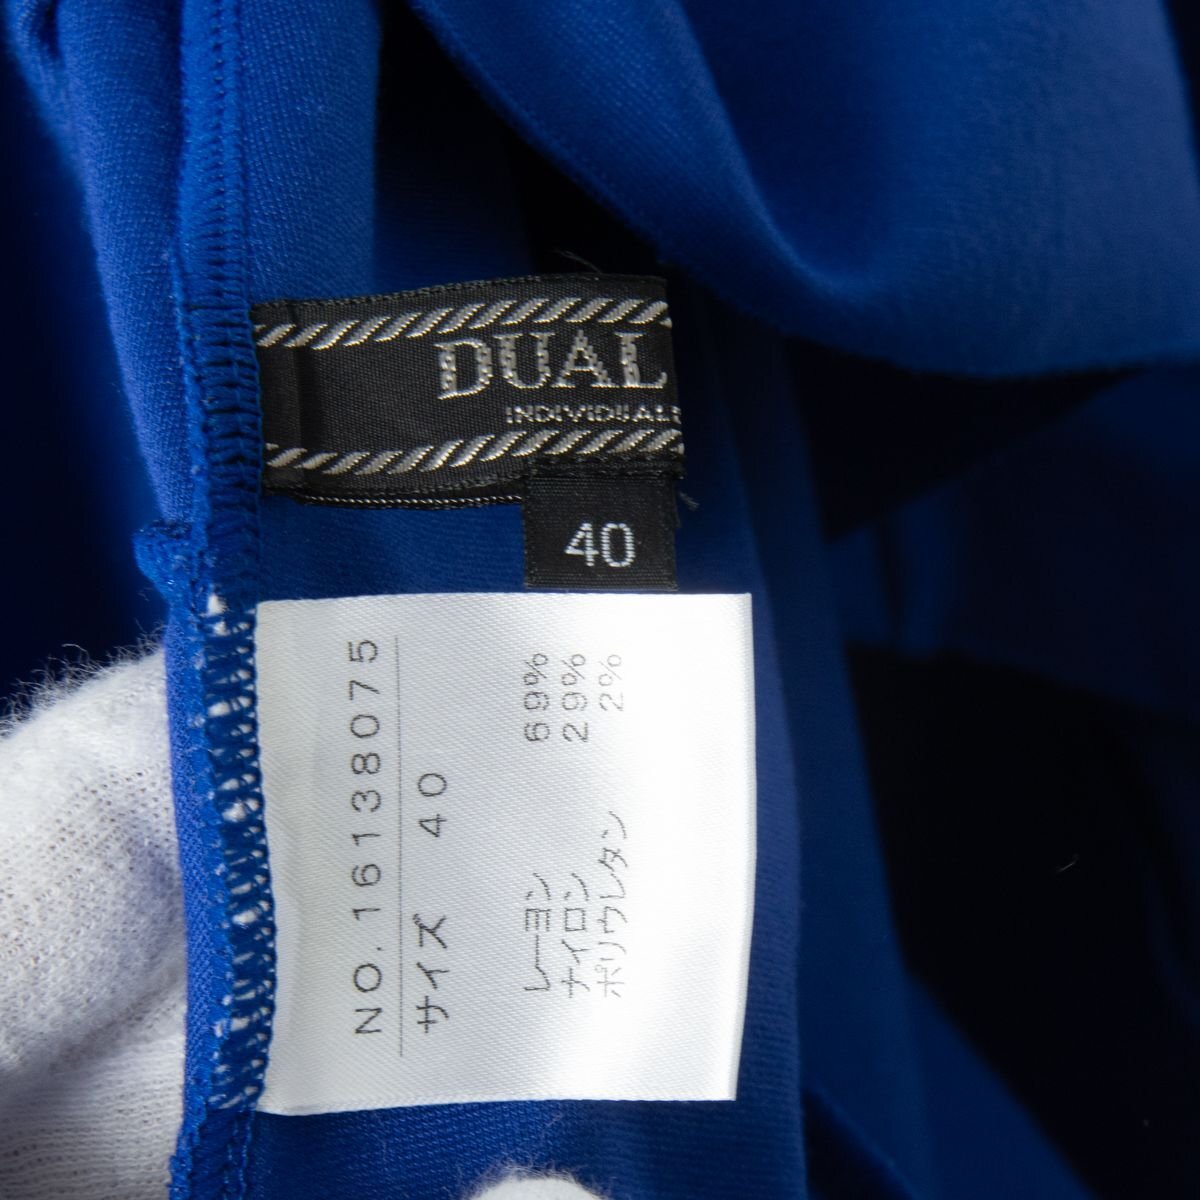 DUAL
INDIVIDUAL
40
NO.16138075
サイズ 40
レーヨン 69%
ナイロン 29%
ポリウレタン 2%